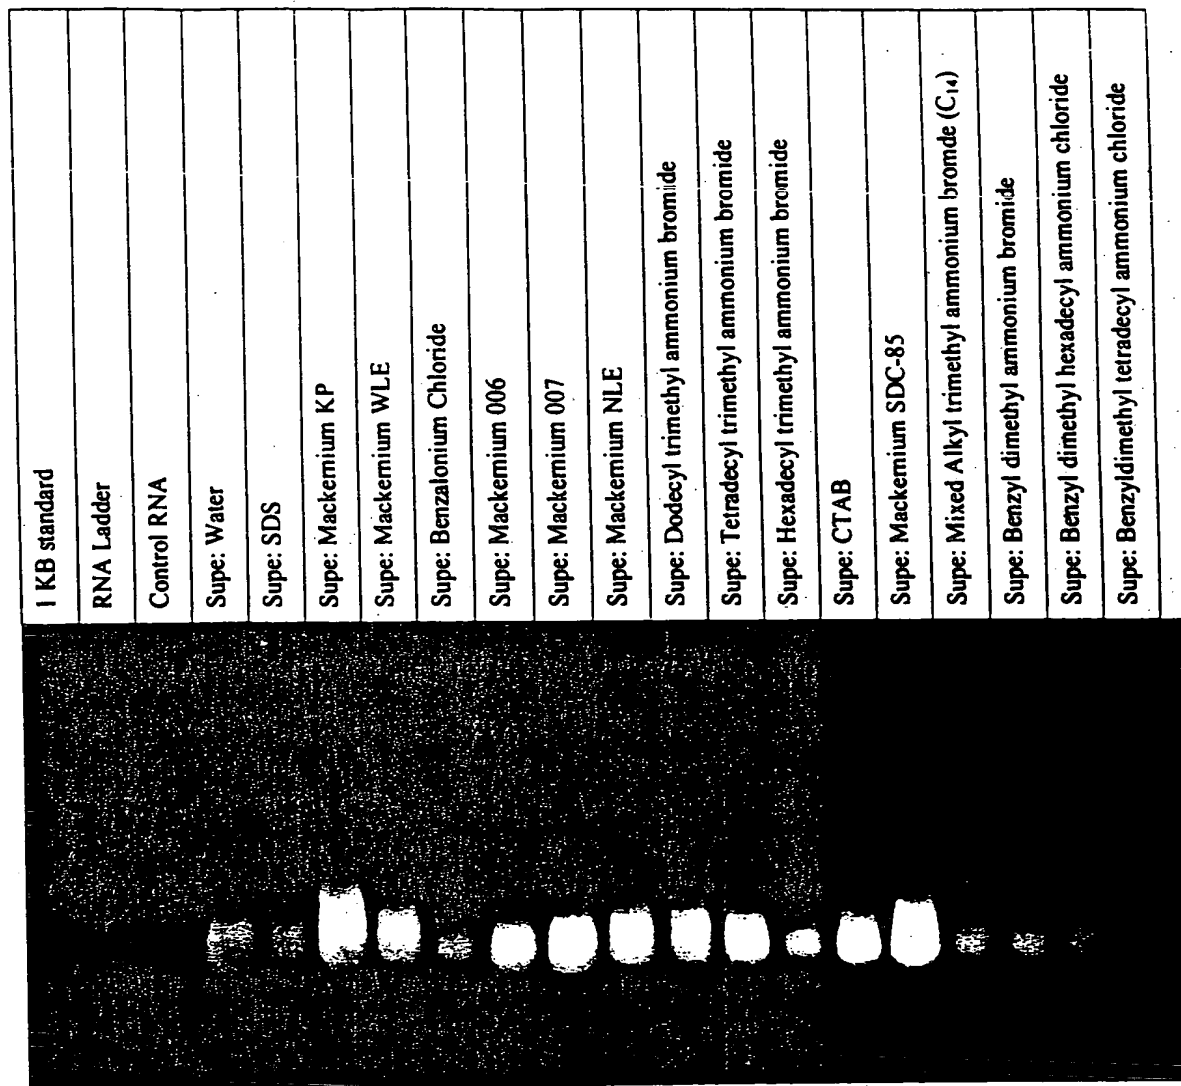 1 KB standard
RNA Ladder
Control RNA
Supe: Water
Supe: SDS
Supe: Mackernium KP
Supe: Mackernium WLE
Supe: Benzalonium Chloride
Supe: Mackernium 006
Supe: Mackernium 007
Supe: Mackernium NLE
Supe: Dodecyl trimethyl ammonium bromide
Supe: Tetradecyl trimethyl ammonium bromide
Supe: Hexadecyl trimethyl ammonium bromide
Supe: CTAB
Supe: Mackernium SDC-85
Supe: Mixed Alkyl trimethyl ammonium bromde (C₁₄)
Supe: Benzyl dimethyl ammonium bromide
Supe: Benzyl dimethyl hexadecyl ammonium chloride
Supe: Benzyldimethyl tetradecyl ammonium chloride